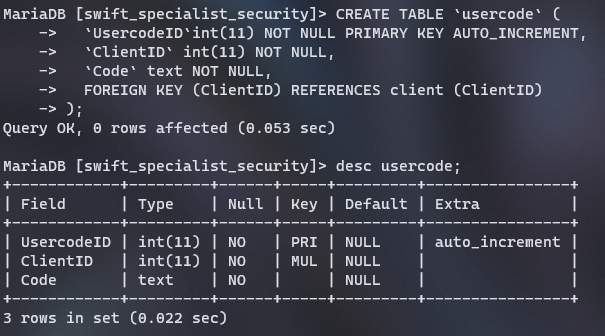 MariaDB [swift_specialist_security]> CREATE TABLE `usercode` (
    ->   `UsercodeID`int(11) NOT NULL PRIMARY KEY AUTO_INCREMENT,
    ->   `ClientID` int(11) NOT NULL,
    ->   `Code` text NOT NULL,
    ->   FOREIGN KEY (ClientID) REFERENCES client (ClientID)
    -> );
Query OK, 0 rows affected (0.053 sec)

MariaDB [swift_specialist_security]> desc usercode;
+------------+---------+------+-----+---------+----------------+
| Field      | Type    | Null | Key | Default | Extra          |
+------------+---------+------+-----+---------+----------------+
| UsercodeID | int(11) | NO   | PRI | NULL    | auto_increment |
| ClientID   | int(11) | NO   | MUL | NULL    |                |
| Code       | text    | NO   |     | NULL    |                |
+------------+---------+------+-----+---------+----------------+
3 rows in set (0.022 sec)